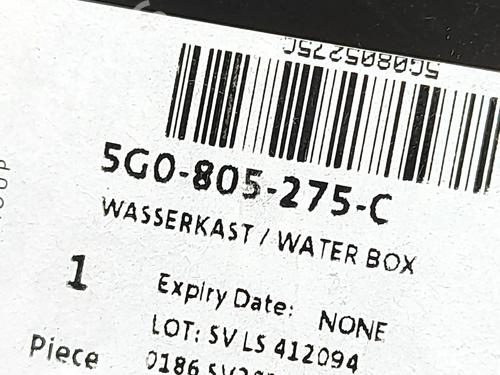 5G0805275C
5G0-805-275-C
WASSERKAST / WATER BOX
1
Expiry Date: NONE
LOT: SV LS 412094
Piece